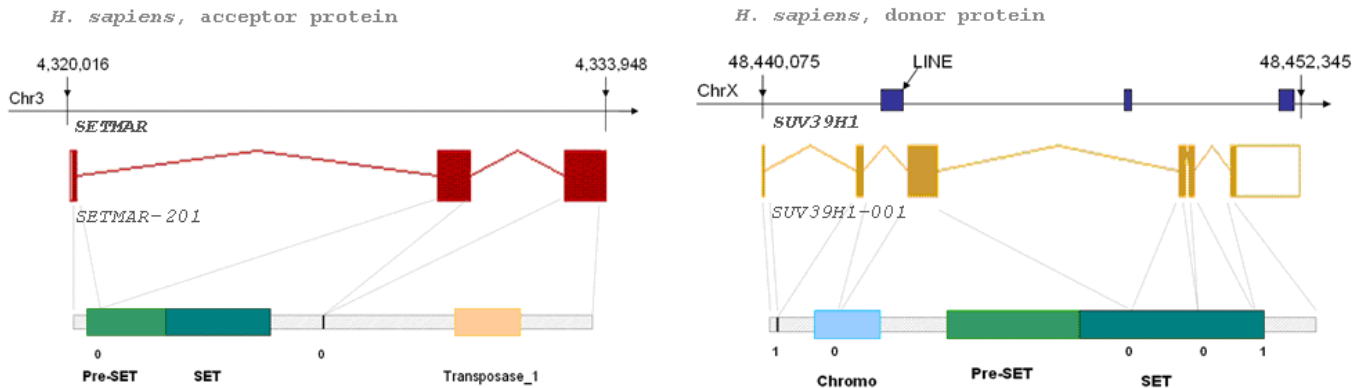 H. sapiens, acceptor protein
4,320,016
4,333,948
Chr3
SETMAR
SETMAR-201
0
0
Pre-SET
SET
Transposase_1
H. sapiens, donor protein
48,440,075
LINE
48,452,345
ChrX
SUV39H1
SUV39H1-001
1
0
0
0
1
Chromo
Pre-SET
SET